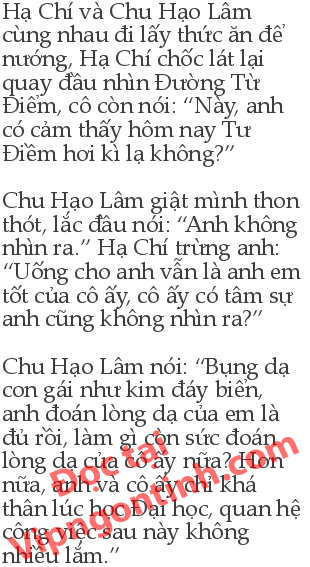 Hạ Chí và Chu Hạo Lâm
cùng nhau đi lấy thức ăn để
nướng, Hạ Chí chốc lát lại
quay đầu nhìn Đường Từ
Điềm, cô còn nói: “Này, anh
có cảm thấy hôm nay Tư
Điềm hơi kì lạ không?”
Chu Hạo Lâm giật mình thon
thót, lắc đầu nói: “Anh không
nhìn ra.” Hạ Chí trừng anh:
“Uống cho anh vẫn là anh em
tốt của cô ấy, cô ấy có tâm sự
anh cũng không nhìn ra?”
Chu Hạo Lâm nói: “Bụng dạ
con gái như kim đáy biển,
anh đoán lòng dạ của em là
đủ rồi, làm gì còn sức đoán
lòng dạ của cô ấy nữa? Hơn
nữa, anh và cô ấy chỉ khá
thân lúc học Đại học, quan hệ
công việc sau này không
nhiều lắm.”
Đọc tại
Vipngontinh.com